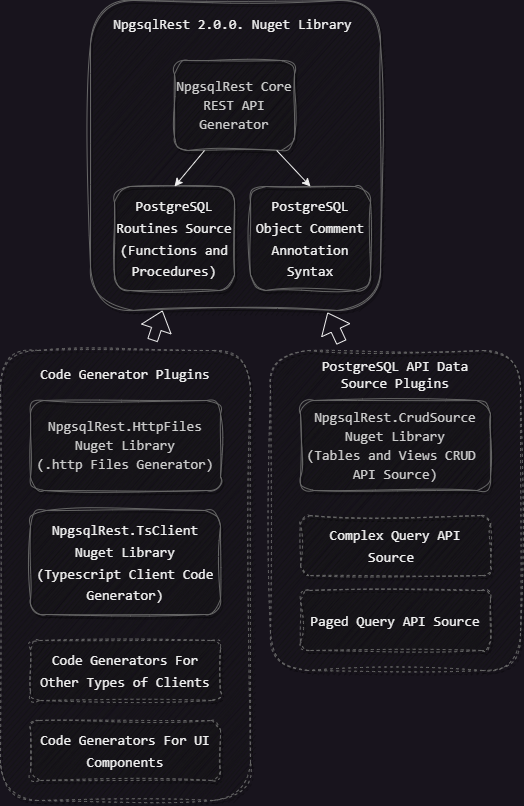 NpgsqlRest 2.0.0. Nuget Library
NpgsqlRest Core
REST API
Generator
PostgreSQL
Routines Source
(Functions and
Procedures)
PostgreSQL
Object Comment
Annotation
Syntax
Code Generator Plugins
NpgsqlRest.HttpFiles
Nuget Library
(.http Files Generator)
NpgsqlRest.TsClient
Nuget Library
(Typescript Client Code
Generator)
Code Generators For
Other Types of Clients
Code Generators For UI
Components
PostgreSQL API Data
Source Plugins
NpgsqlRest.CrudSource
Nuget Library
(Tables and Views CRUD
API Source)
Complex Query API
Source
Paged Query API Source